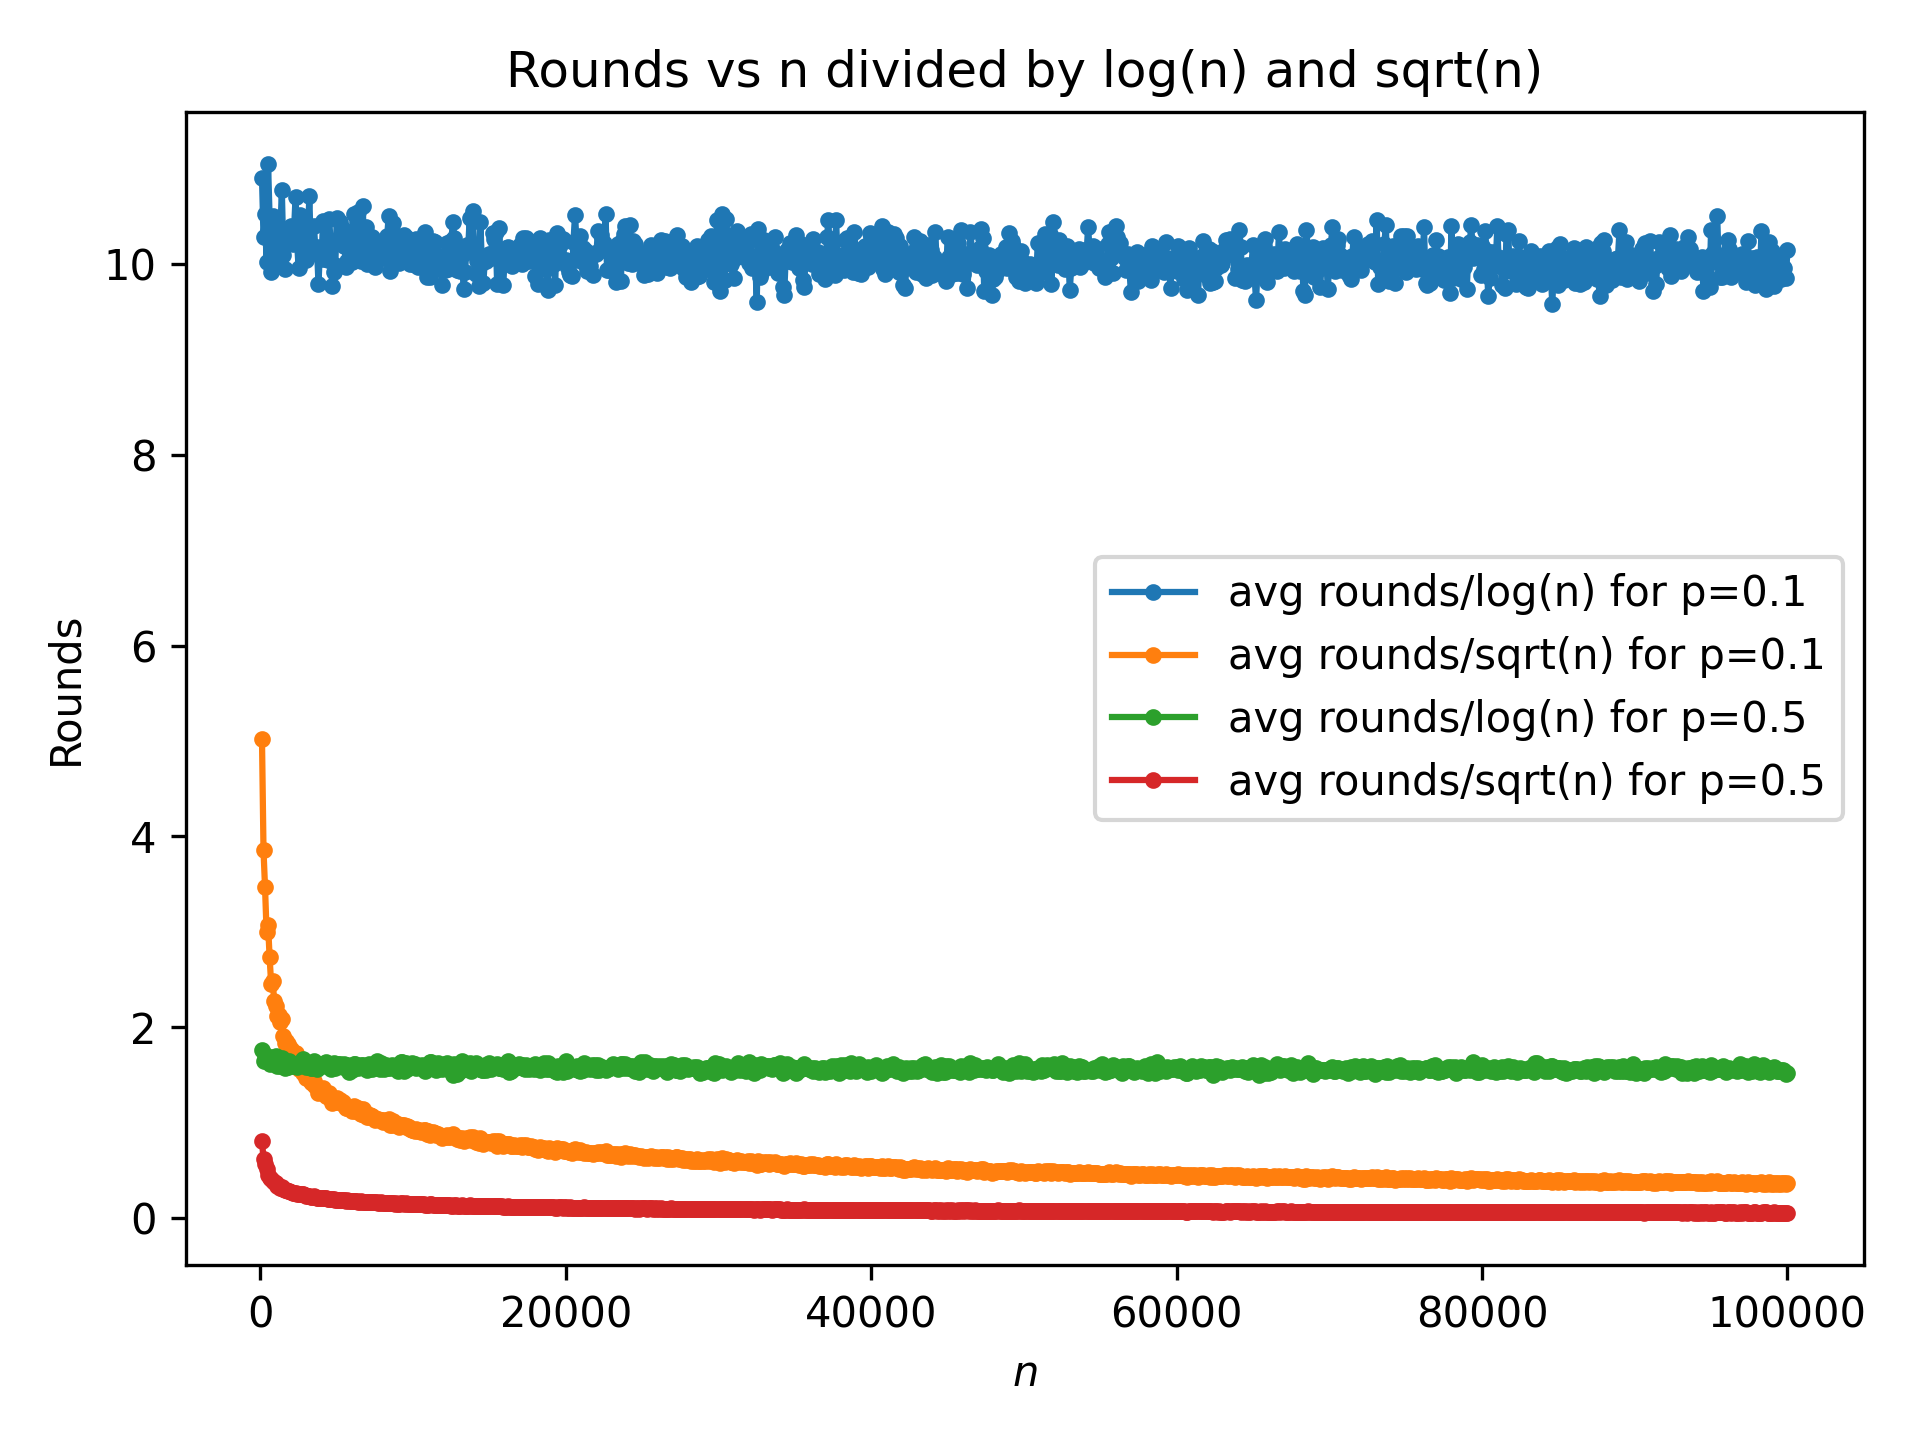 Rounds vs n divided by log(n) and sqrt(n)
10
8
6
4
2
0
Rounds
avg rounds/log(n) for p=0.1
avg rounds/sqrt(n) for p=0.1
avg rounds/log(n) for p=0.5
avg rounds/sqrt(n) for p=0.5
0 20000 40000 60000 80000 100000
n